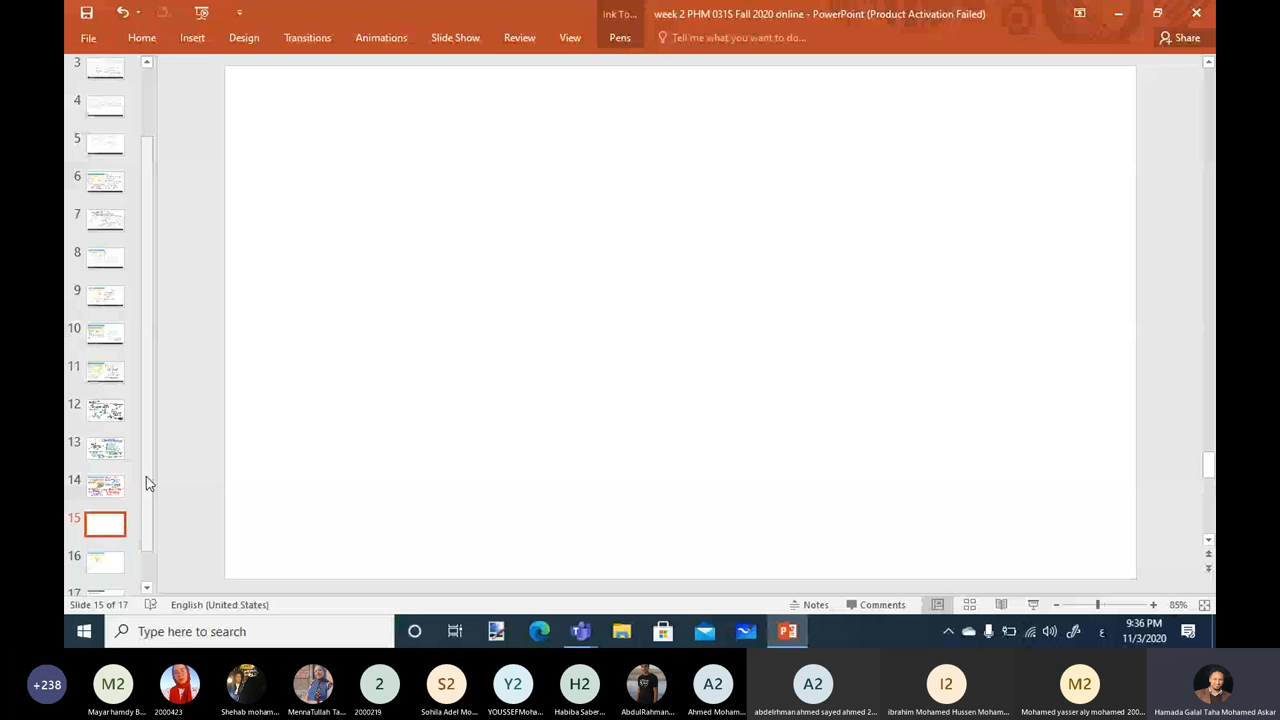 Ink To...
week 2 PHM 031S Fall 2020 online - PowerPoint (Product Activation Failed)
File
Home
Insert
Design
Transitions
Animations
Slide Show
Review
View
Pens
Tell me what you want to do...
Share
3
4
5
6
7
8
9
10
11
12
13
14
15
16
17
Slide 15 of 17
English (United States)
Notes
Comments
85%
Type here to search
ع
9:36 PM
11/3/2020
+238
M2
2
S2
Y2
H2
A2
A2
I2
M2
Mayar hamdy B...
2000423
Shehab moham...
MennaTullah Ta...
2000219
Sohila Adel Mo...
YOUSSEF Moha...
Habiba Saber...
AbdulRahman...
Ahmed Moham...
abdelrhman ahmed sayed ahmed 2...
ibrahim Mohamed Hussen Moham...
Mohamed yasser aly mohamed 200...
Hamada Galal Taha Mohamed Askar